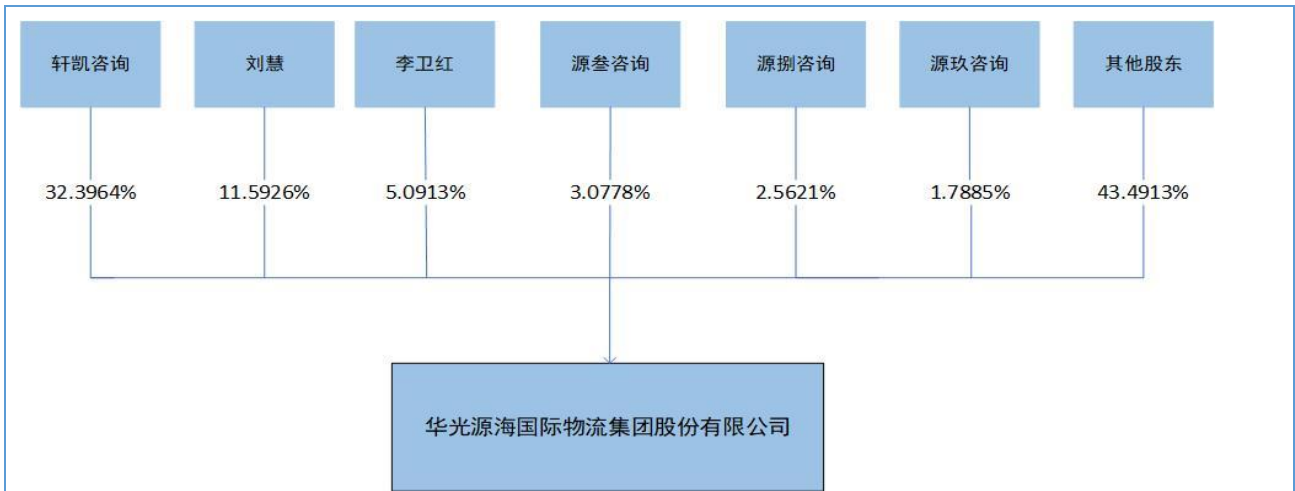 轩凯咨询
刘慧
李卫红
源叁咨询
源捌咨询
源玖咨询
其他股东
32.3964%
11.5926%
5.0913%
3.0778%
2.5621%
1.7885%
43.4913%
华光源海国际物流集团股份有限公司